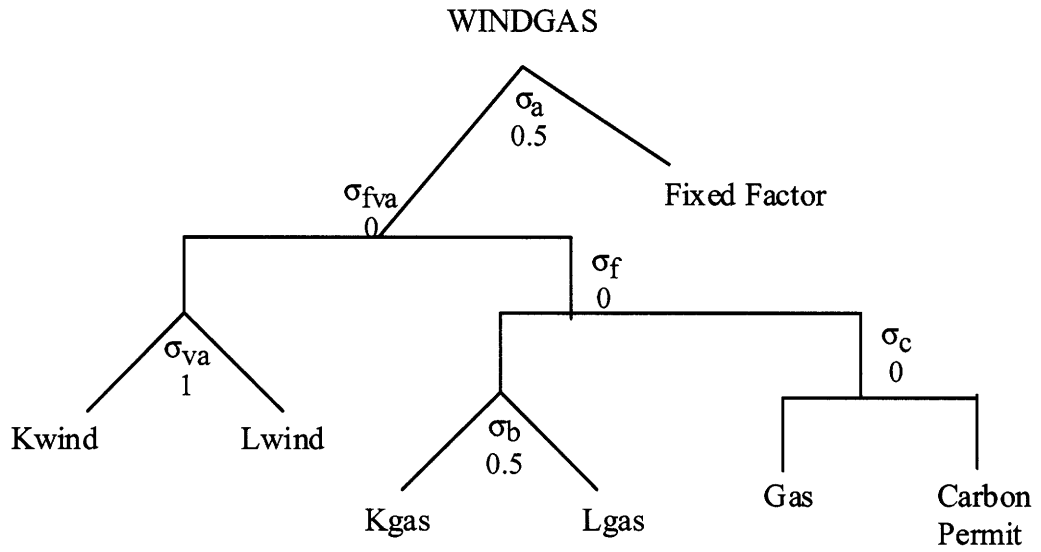 WINDGAS
σa
0.5
Fixed Factor
σfva
0
σf
0
σva
1
σc
0
Kwind
Lwind
σb
0.5
Kgas
Lgas
Gas
Carbon
Permit